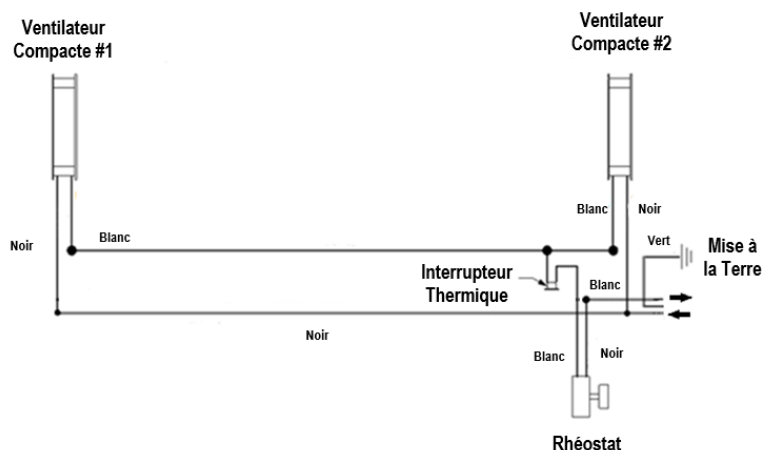 Ventilateur
Compacte #1
Ventilateur
Compacte #2
Blanc
Noir
Noir
Blanc
Vert
Mise à
la Terre
Interrupteur
Thermique
Blanc
Noir
Blanc
Noir
Rhéostat